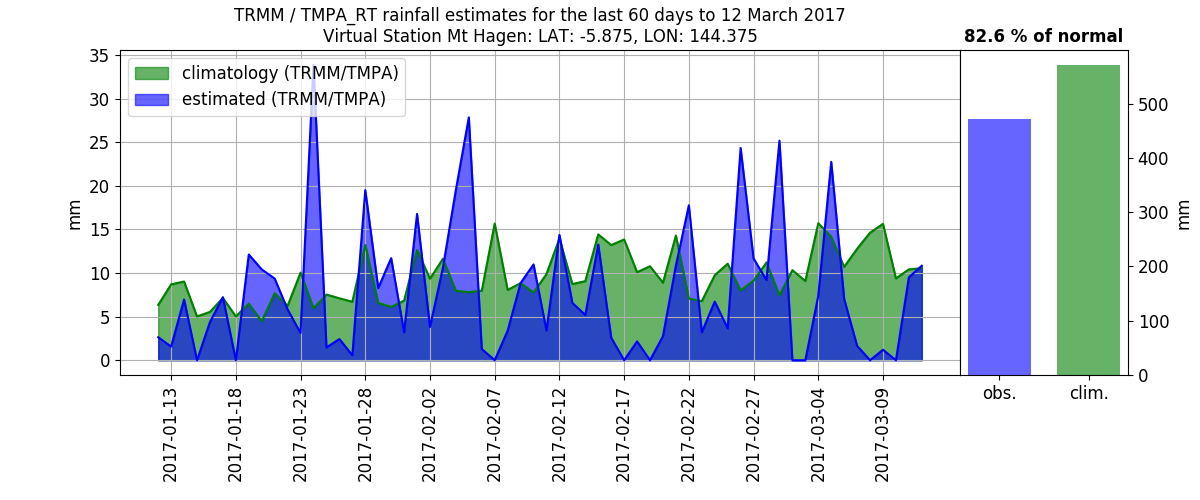 TRMM / TMPA_RT rainfall estimates for the last 60 days to 12 March 2017
Virtual Station Mt Hagen: LAT: -5.875, LON: 144.375
82.6 % of normal
climatology (TRMM/TMPA)
estimated (TRMM/TMPA)
35
30
25
20
15
10
5
0
mm
2017-01-13
2017-01-18
2017-01-23
2017-01-28
2017-02-02
2017-02-07
2017-02-12
2017-02-17
2017-02-22
2017-02-27
2017-03-04
2017-03-09
500
400
300
200
100
0
mm
obs.
clim.